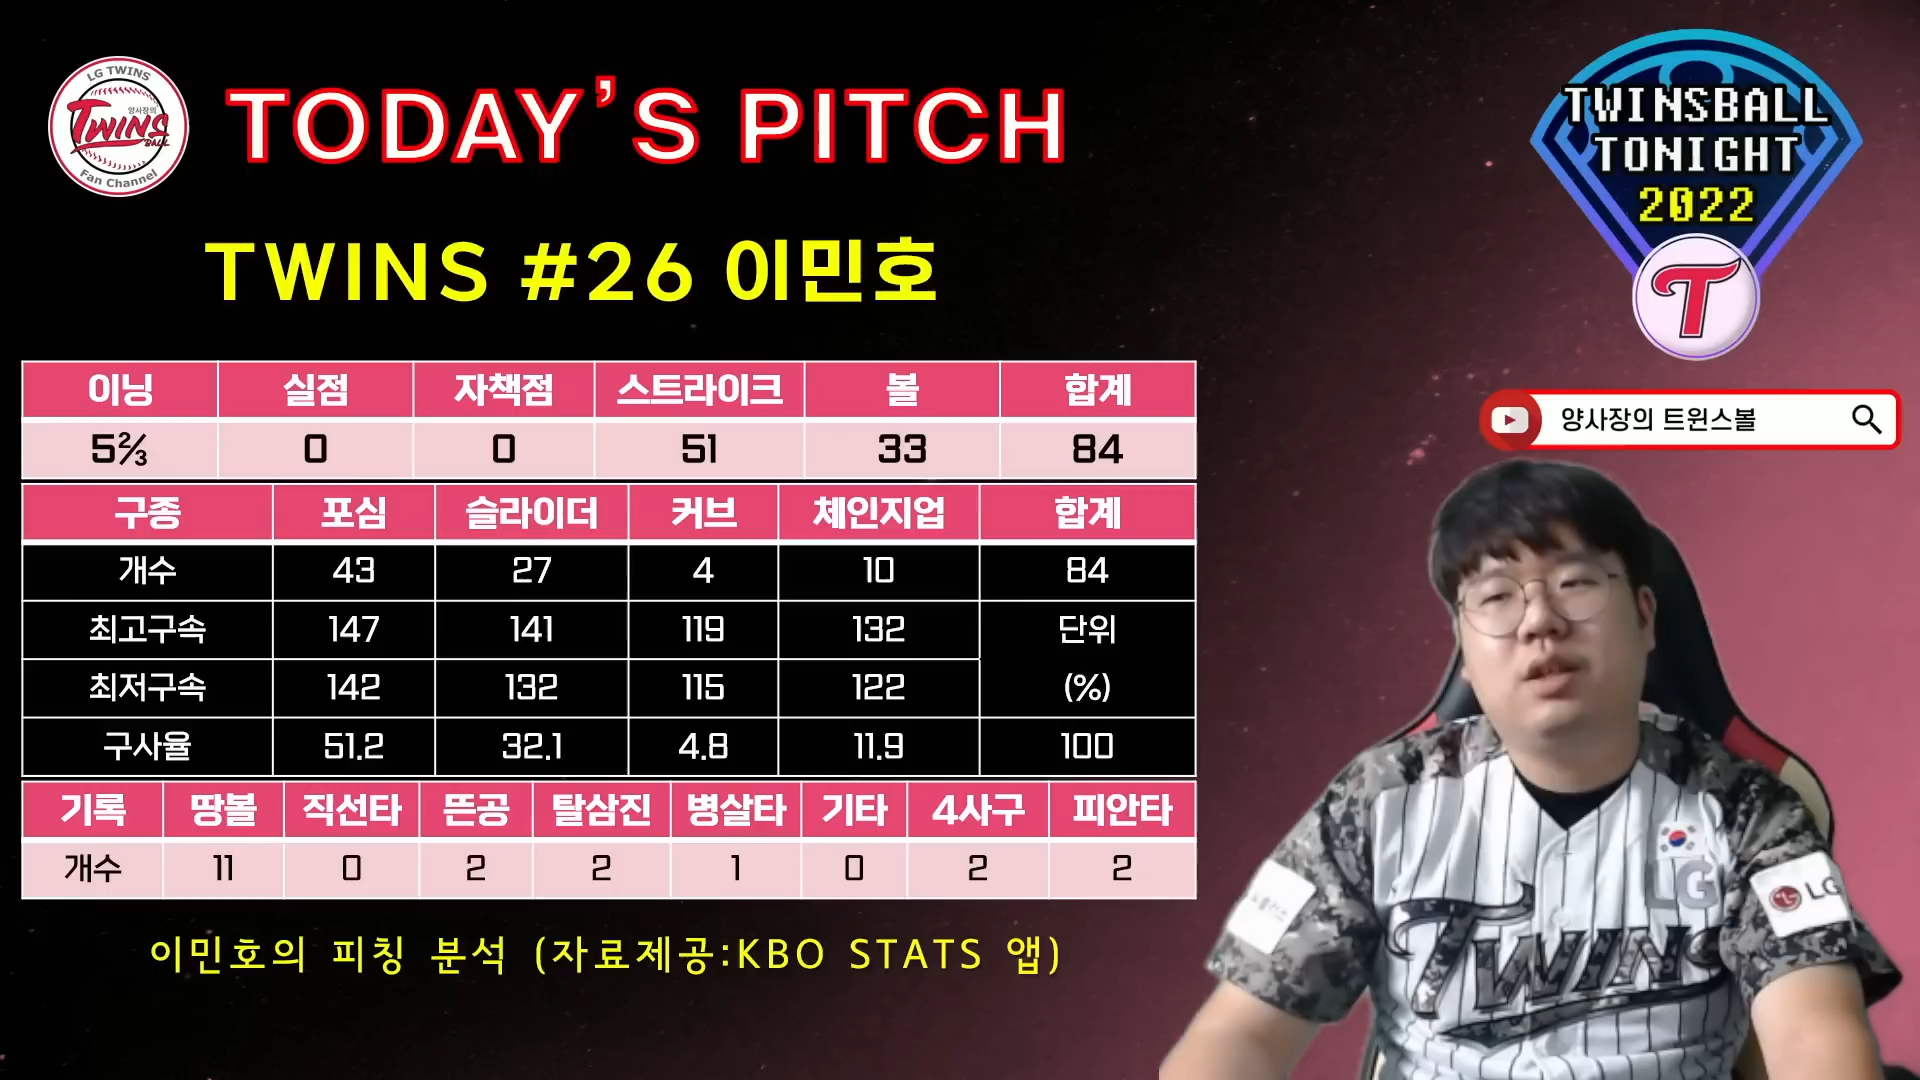 LG TWINS
양사장의
TWINS
BALL
Fan Channel
TODAY'S PITCH
TWINSBALL
TONIGHT
2022
T
TWINS #26 이민호
양사장의 트윈스볼
이닝 실점 자책점 스트라이크 볼 합계
5⅔ 0 0 51 33 84
구종 포심 슬라이더 커브 체인지업 합계
개수 43 27 4 10 84
최고구속 147 141 119 132 단위
최저구속 142 132 115 122 (%)
구사율 51.2 32.1 4.8 11.9 100
기록 땅볼 직선타 뜬공 탈삼진 병살타 기타 4사구 피안타
개수 11 0 2 2 1 0 2 2
이민호의 피칭 분석 (자료제공:KBO STATS 앱)
LG
LG
TWINS